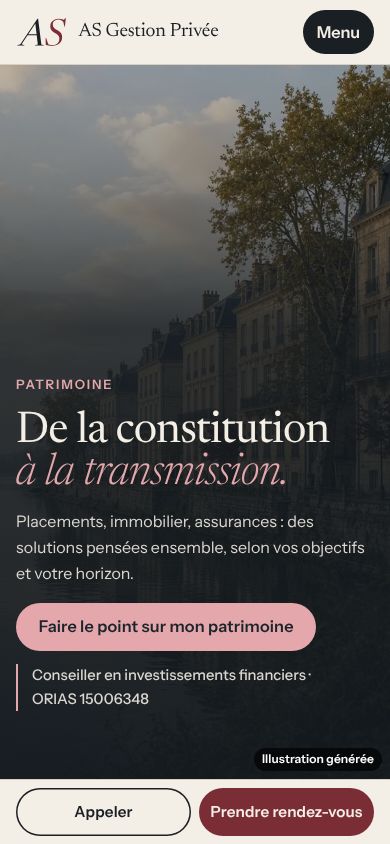 AS AS Gestion Privée
Menu
PATRIMOINE
De la constitution
à la transmission.
Placements, immobilier, assurances : des
solutions pensées ensemble, selon vos objectifs
et votre horizon.
Faire le point sur mon patrimoine
Conseiller en investissements financiers ·
ORIAS 15006348
Illustration générée
Appeler
Prendre rendez-vous